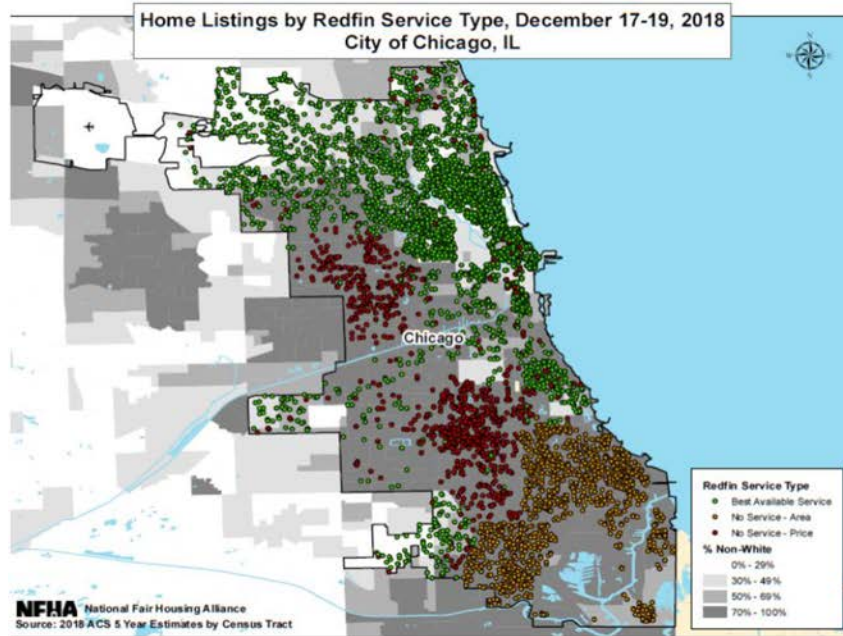 Home Listings by Redfin Service Type, December 17-19, 2018
City of Chicago, IL
N
W
E
S
Chicago
Redfin Service Type
Best Available Service
No Service - Area
No Service - Price
% Non-White
0% - 29%
30% - 49%
50% - 69%
70% - 100%
NFHA National Fair Housing Alliance
Source: 2018 ACS 5 Year Estimates by Census Tract